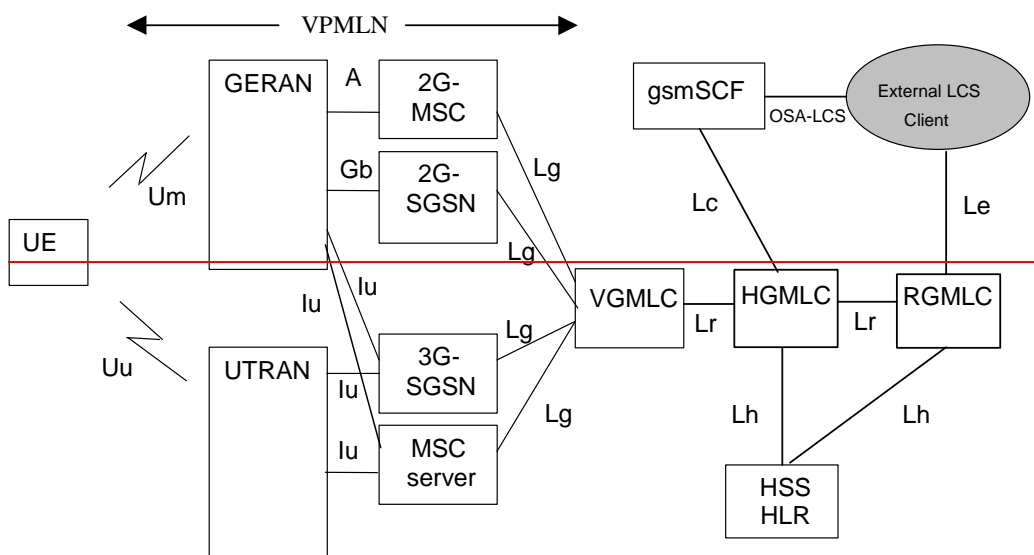 VPMLN
GERAN
A
2G-
MSC
gsmSCF
OSA-LCS
External LCS
Client
Gb
2G-
SGSN
Lg
Um
Lc
Le
UE
Lg
Iu
Iu
VGMLC
Lr
HGMLC
Lr
RGMLC
Uu
UTRAN
Iu
3G-
SGSN
Lg
Lg
Lh
Lh
Iu
MSC
server
HSS
HLR